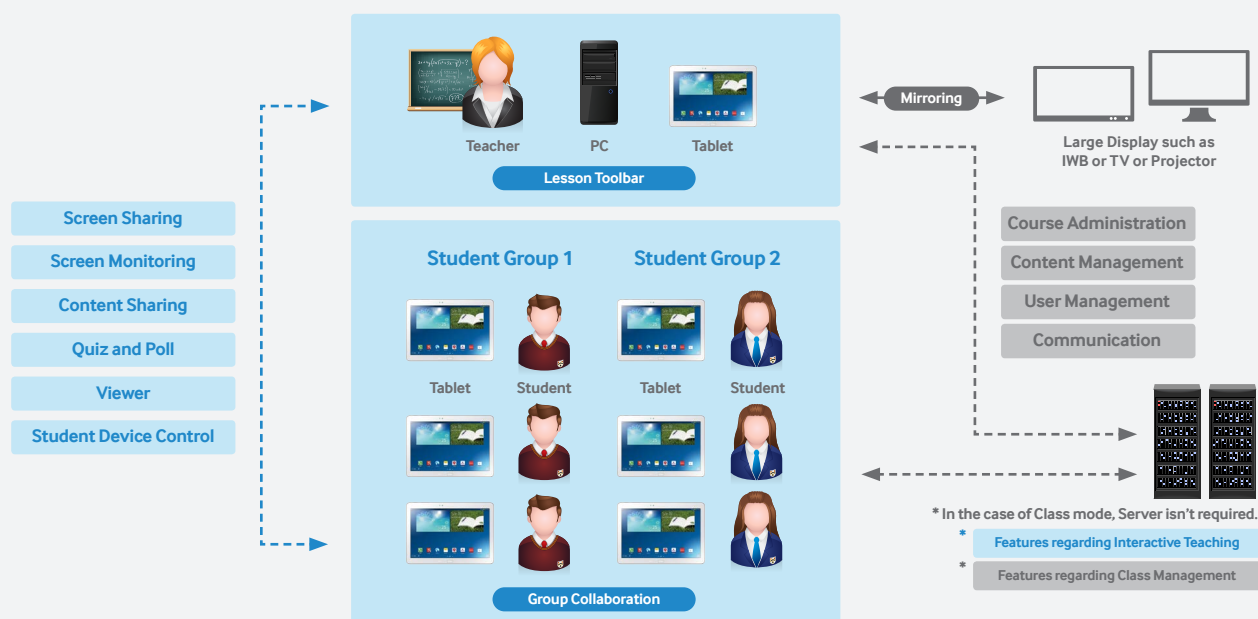 Teacher
PC
Tablet
Lesson Toolbar
Mirroring
Large Display such as
IWB or TV or Projector
Screen Sharing
Screen Monitoring
Content Sharing
Quiz and Poll
Viewer
Student Device Control
Student Group 1
Student Group 2
Tablet
Student
Tablet
Student
Group Collaboration
Course Administration
Content Management
User Management
Communication
* In the case of Class mode, Server isn't required.
* Features regarding Interactive Teaching
* Features regarding Class Management